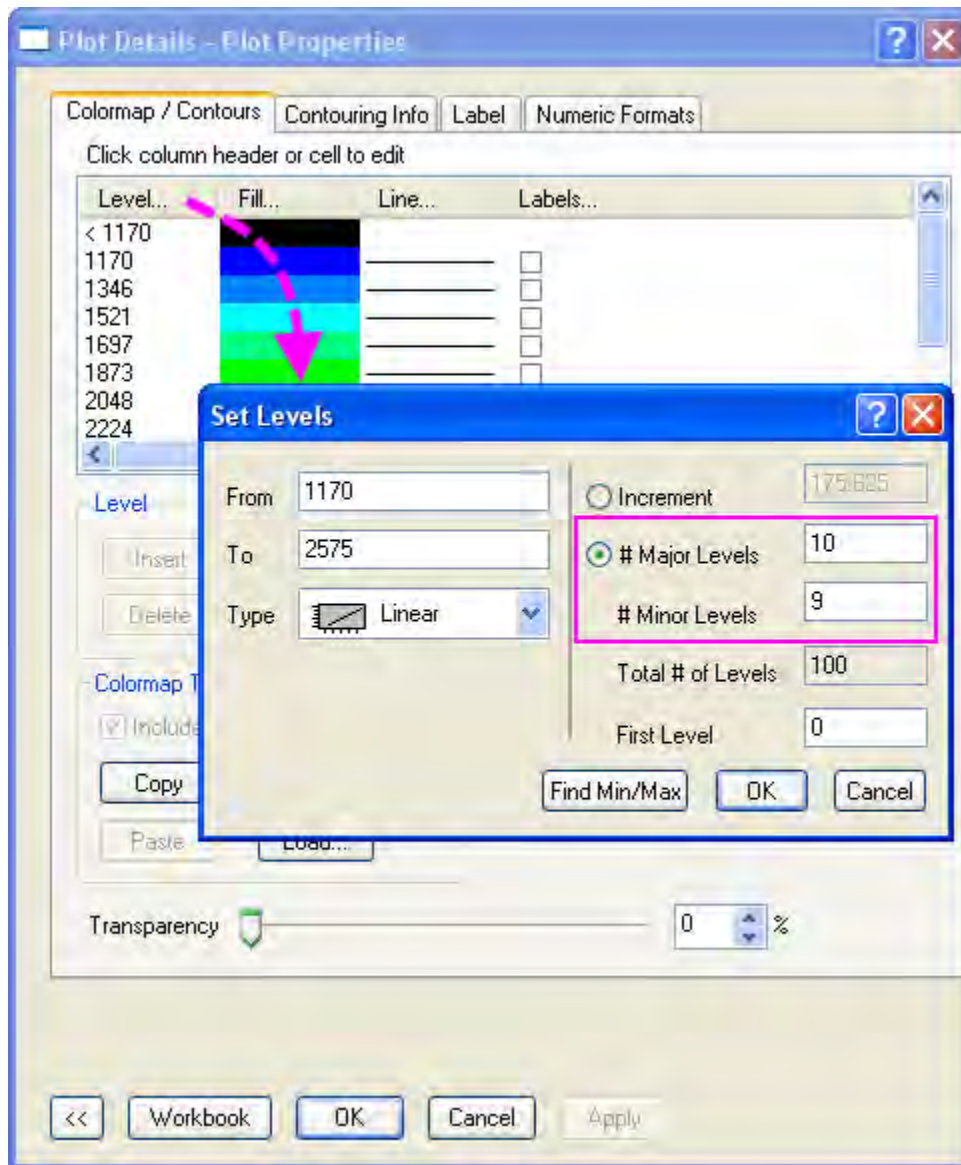 Plot Details - Plot Properties
Colormap / Contours Contouring Info Label Numeric Formats
Click column header or cell to edit
Level... Fill... Line... Labels...
< 1170
1170
1346
1521
1697
1873
2048
2224
Set Levels
From 1170
To 2575
Type Linear
Increment 175.625
# Major Levels 10
# Minor Levels 9
Total # of Levels 100
First Level 0
Find Min/Max OK Cancel
Level
Insert
Delete
Colormap
Include
Copy
Paste Load...
Transparency 0 %
<< Workbook OK Cancel Apply